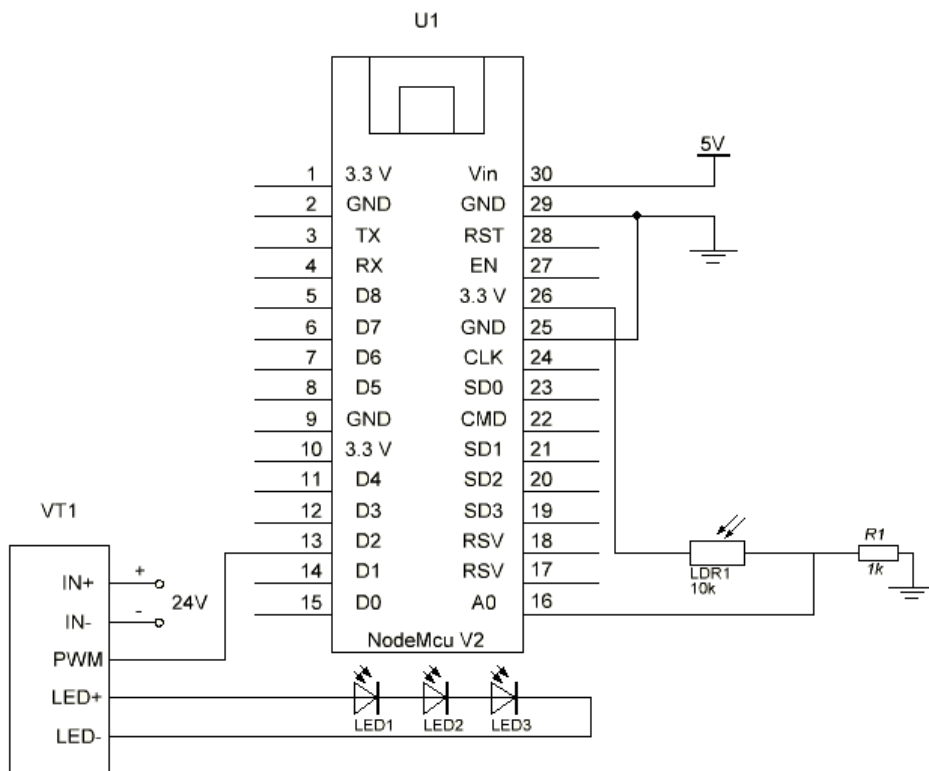 U1
5V
1 3.3 V Vin 30
2 GND GND 29
3 TX RST 28
4 RX EN 27
5 D8 3.3 V 26
6 D7 GND 25
7 D6 CLK 24
8 D5 SD0 23
9 GND CMD 22
10 3.3 V SD1 21
11 D4 SD2 20
12 D3 SD3 19
13 D2 RSV 18
14 D1 RSV 17
15 D0 A0 16
NodeMcu V2
VT1
IN+ +
24V
IN- -
PWM
LED+
LED-
LED1 LED2 LED3
LDR1
10k
R1
1k